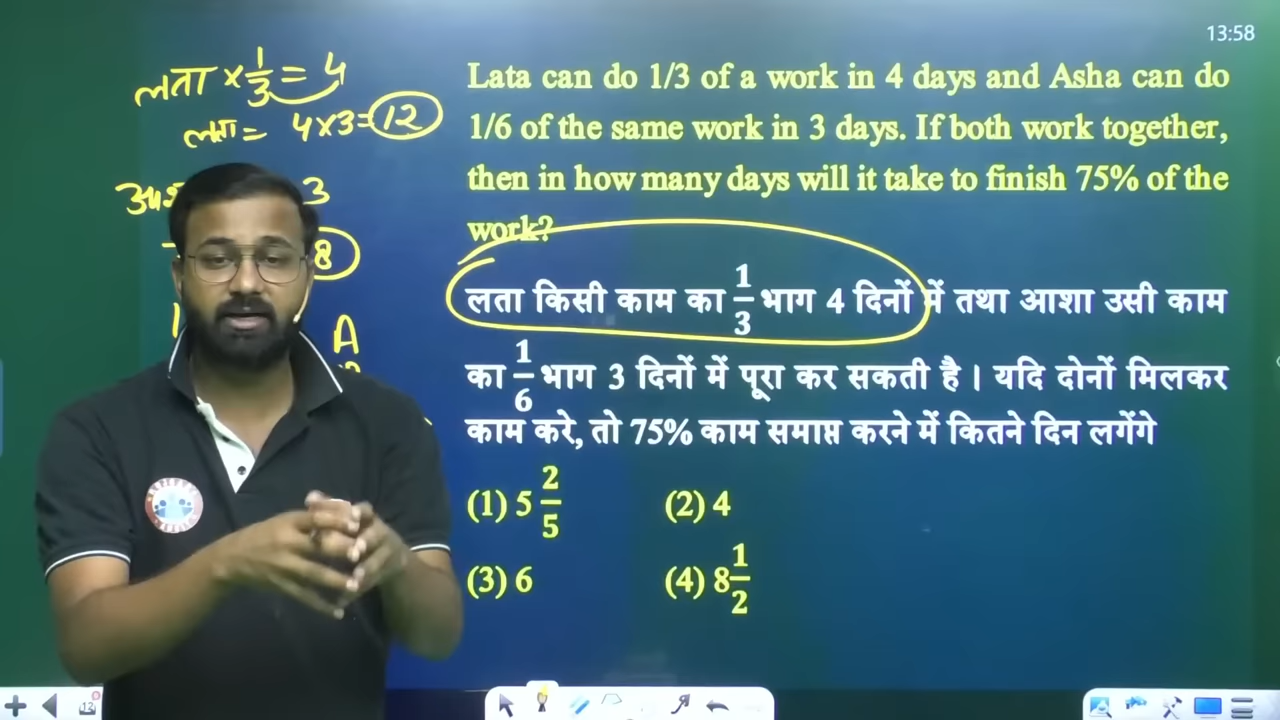 13:58
लता × 1/3 = 4
लता = 4×3=12
3
8
A
Lata can do 1/3 of a work in 4 days and Asha can do
1/6 of the same work in 3 days. If both work together,
then in how many days will it take to finish 75% of the
work?
लता किसी काम का 1/3 भाग 4 दिनों में तथा आशा उसी काम
का 1/6 भाग 3 दिनों में पूरा कर सकती है । यदि दोनों मिलकर
काम करे, तो 75% काम समाप्त करने में कितने दिन लगेंगे
(1) 5 2/5 (2) 4
(3) 6 (4) 8 1/2